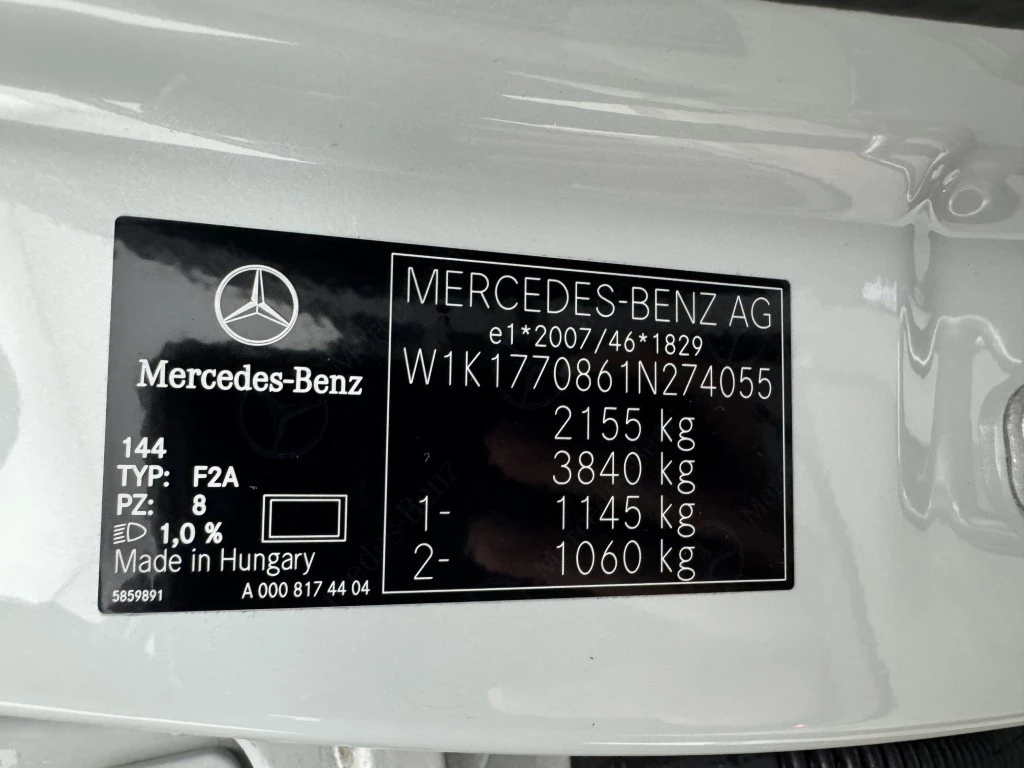 Mercedes-Benz
144
TYP: F2A
PZ: 8
1,0 %
Made in Hungary
5859891 A 000 817 44 04
MERCEDES-BENZ AG
e1*2007/46*1829
W1K1770861N274055
2155 kg
3840 kg
1- 1145 kg
2- 1060 kg